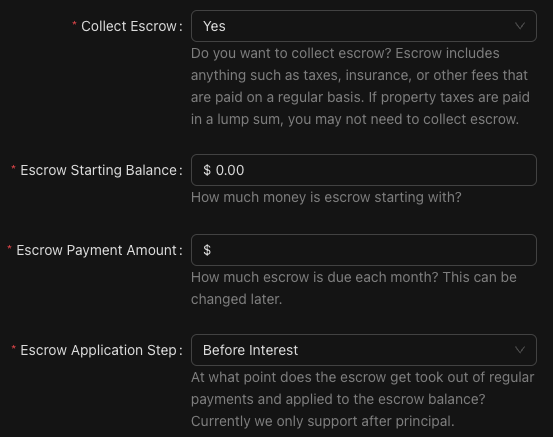 * Collect Escrow: Yes
Do you want to collect escrow? Escrow includes
anything such as taxes, insurance, or other fees that
are paid on a regular basis. If property taxes are paid
in a lump sum, you may not need to collect escrow.
* Escrow Starting Balance: $ 0.00
How much money is escrow starting with?
* Escrow Payment Amount: $
How much escrow is due each month? This can be
changed later.
* Escrow Application Step: Before Interest
At what point does the escrow get took out of regular
payments and applied to the escrow balance?
Currently we only support after principal.